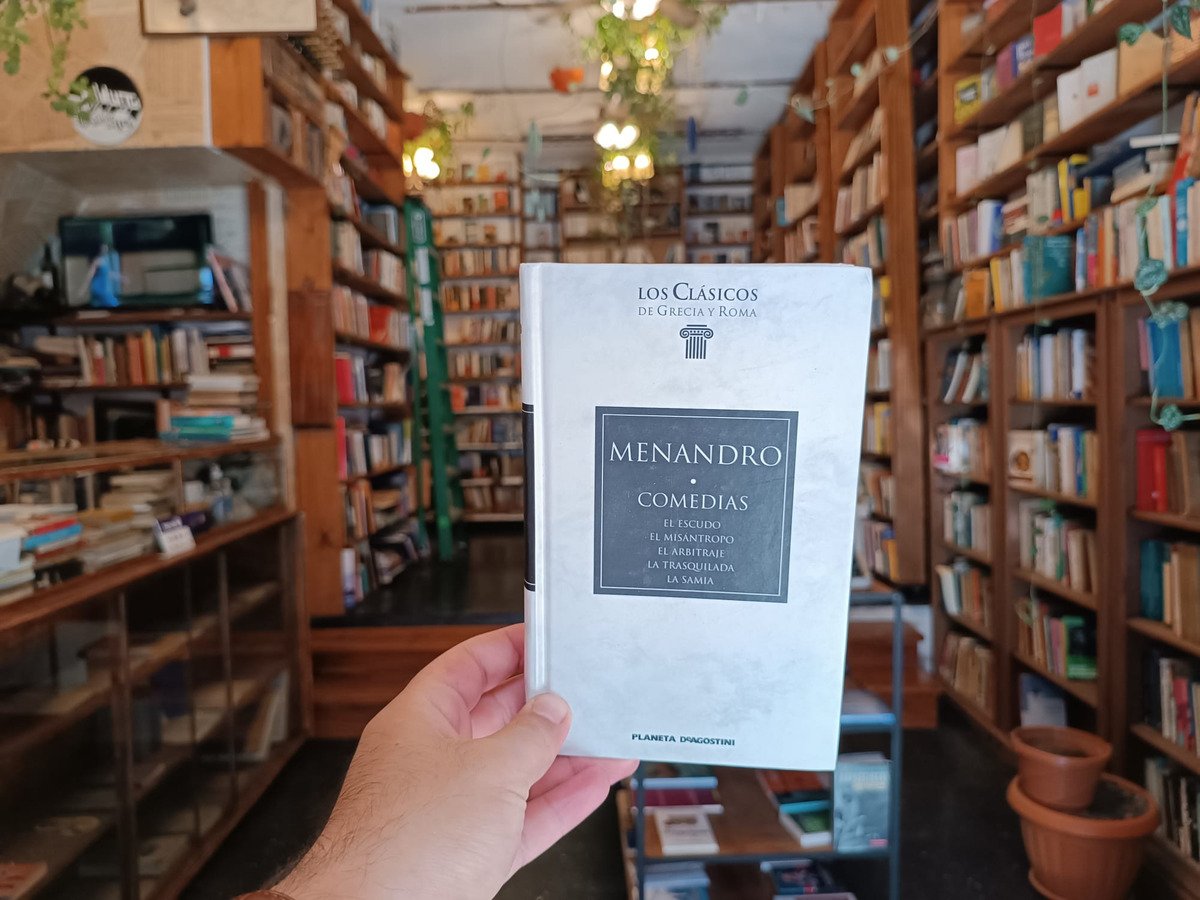 LOS CLÁSICOS
DE GRECIA Y ROMA
MENANDRO
COMEDIAS
EL ESCUDO
EL MISÁNTROPO
EL ARBITRAJE
LA TRASQUILADA
LA SAMIA
PLANETA DEAGOSTINI